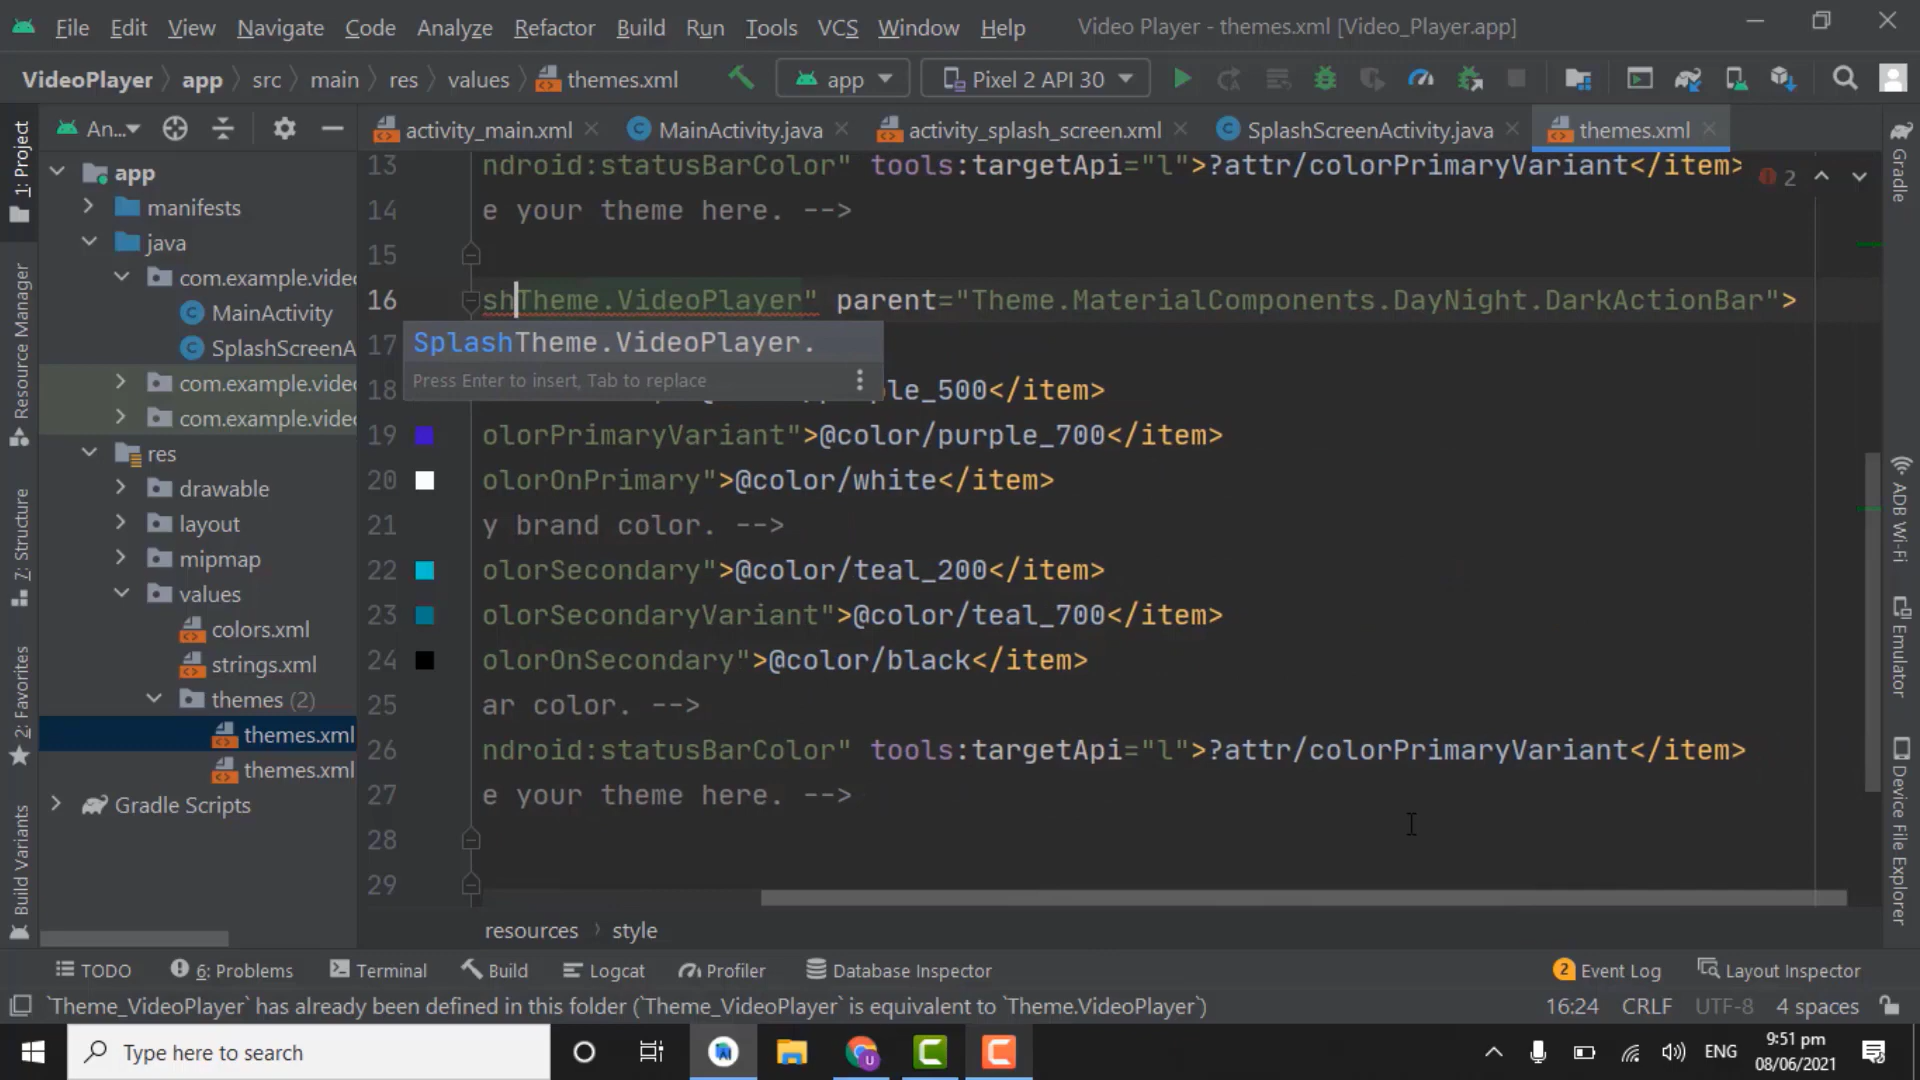 File Edit View Navigate Code Analyze Refactor Build Run Tools VCS Window Help Video Player - themes.xml [Video_Player.app]
VideoPlayer app src main res values themes.xml app Pixel 2 API 30
An... activity_main.xml MainActivity.java activity_splash_screen.xml SplashScreenActivity.java themes.xml
1: Project
Resource Manager
7: Structure
2: Favorites
Build Variants
app
manifests
java
com.example.vide
MainActivity
SplashScreenA
com.example.vide
com.example.vide
res
drawable
layout
mipmap
values
colors.xml
strings.xml
themes (2)
themes.xml
themes.xml
Gradle Scripts
13 ndroid:statusBarColor" tools:targetApi="l">?attr/colorPrimaryVariant</item> 2
14 e your theme here. -->
15
16 shTheme.VideoPlayer" parent="Theme.MaterialComponents.DayNight.DarkActionBar">
17 SplashTheme.VideoPlayer.
Press Enter to insert, Tab to replace
18 ple_500</item>
19 olorPrimaryVariant">@color/purple_700</item>
20 olorOnPrimary">@color/white</item>
21 y brand color. -->
22 olorSecondary">@color/teal_200</item>
23 olorSecondaryVariant">@color/teal_700</item>
24 olorOnSecondary">@color/black</item>
25 ar color. -->
26 ndroid:statusBarColor" tools:targetApi="l">?attr/colorPrimaryVariant</item>
27 e your theme here. -->
28
29
resources style
Gradle
ADB Wi-Fi
Emulator
Device File Explorer
TODO 6: Problems Terminal Build Logcat Profiler Database Inspector 2 Event Log Layout Inspector
`Theme_VideoPlayer` has already been defined in this folder (`Theme_VideoPlayer` is equivalent to `Theme.VideoPlayer`) 16:24 CRLF UTF-8 4 spaces
Type here to search ENG 9:51 pm
08/06/2021